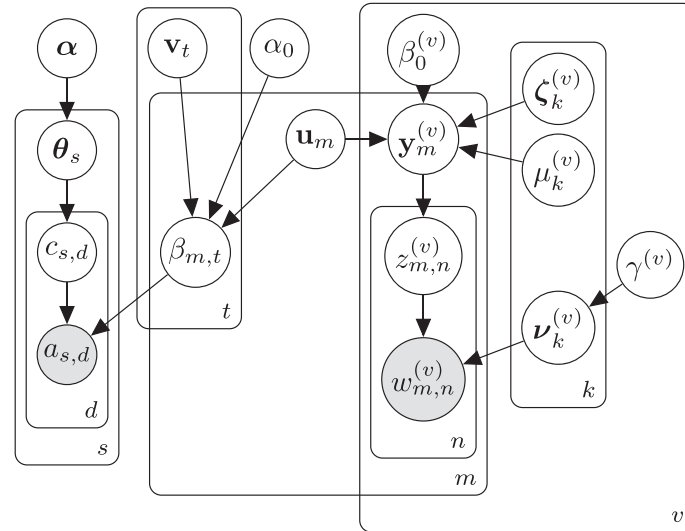 α
v_t
α_0
β_0^{(v)}
ζ_k^{(v)}
θ_s
u_m
y_m^{(v)}
μ_k^{(v)}
c_{s,d}
β_{m,t}
z_{m,n}^{(v)}
γ^{(v)}
t
a_{s,d}
ν_k^{(v)}
w_{m,n}^{(v)}
k
d
s
n
m
v